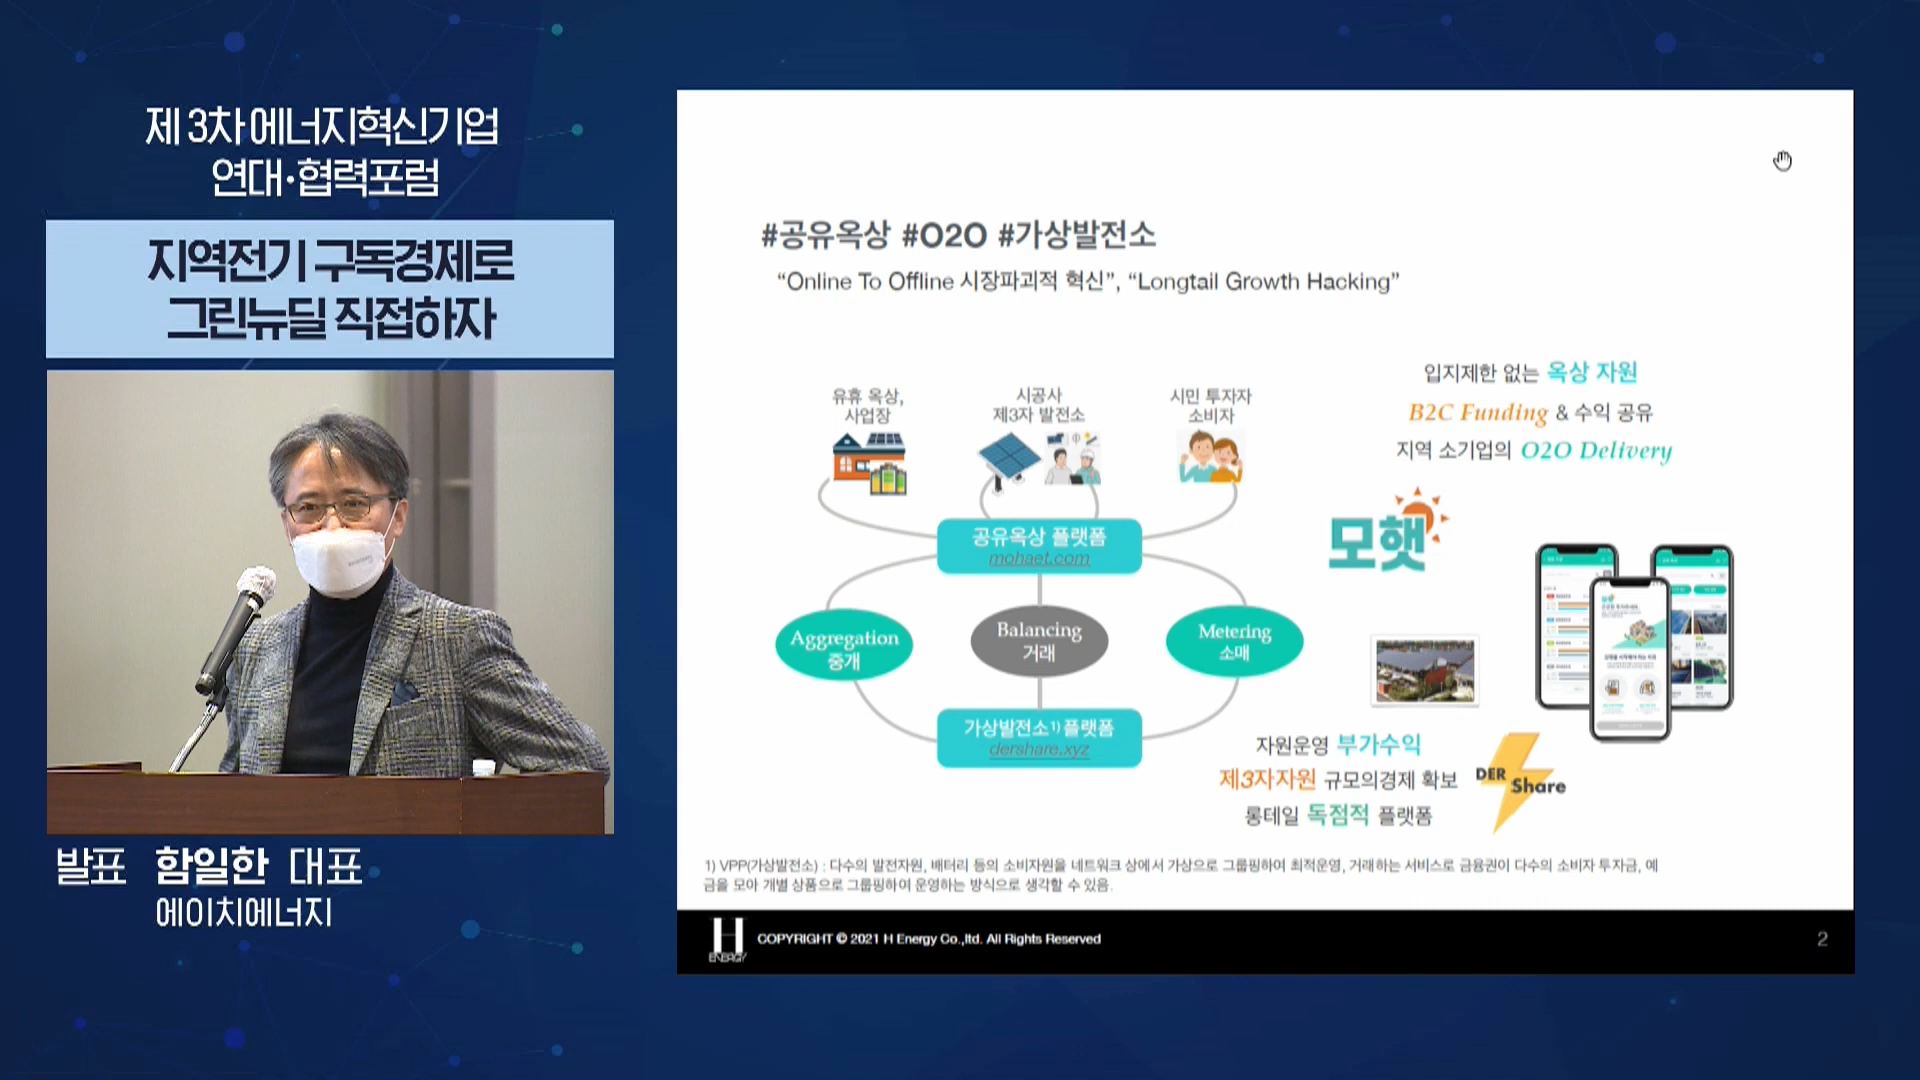 제 3차 에너지혁신기업
연대·협력포럼
지역전기 구독경제로
그린뉴딜 직접하자
발표 함일한 대표
에이치에너지
#공유옥상 #O2O #가상발전소
“Online To Offline 시장파괴적 혁신”, “Longtail Growth Hacking”
유휴 옥상,
사업장
시공사
제3자 발전소
시민 투자자
소비자
공유옥상 플랫폼
mohaet.com
Aggregation
중개
Balancing
거래
Metering
소매
가상발전소1) 플랫폼
dershare.xyz
입지제한 없는 옥상 자원
B2C Funding & 수익 공유
지역 소기업의 O2O Delivery
모햇
자원운영 부가수익
제3자자원 규모의경제 확보
롱테일 독점적 플랫폼
DER
Share
1) VPP(가상발전소) : 다수의 발전자원, 배터리 등의 소비자원을 네트워크 상에서 가상으로 그룹핑하여 최적운영, 거래하는 서비스로 금융권이 다수의 소비자 투자금, 예
금을 모아 개별 상품으로 그룹핑하여 운영하는 방식으로 생각할 수 있음.
H
ENERGY
COPYRIGHT © 2021 H Energy Co.,ltd. All Rights Reserved
2